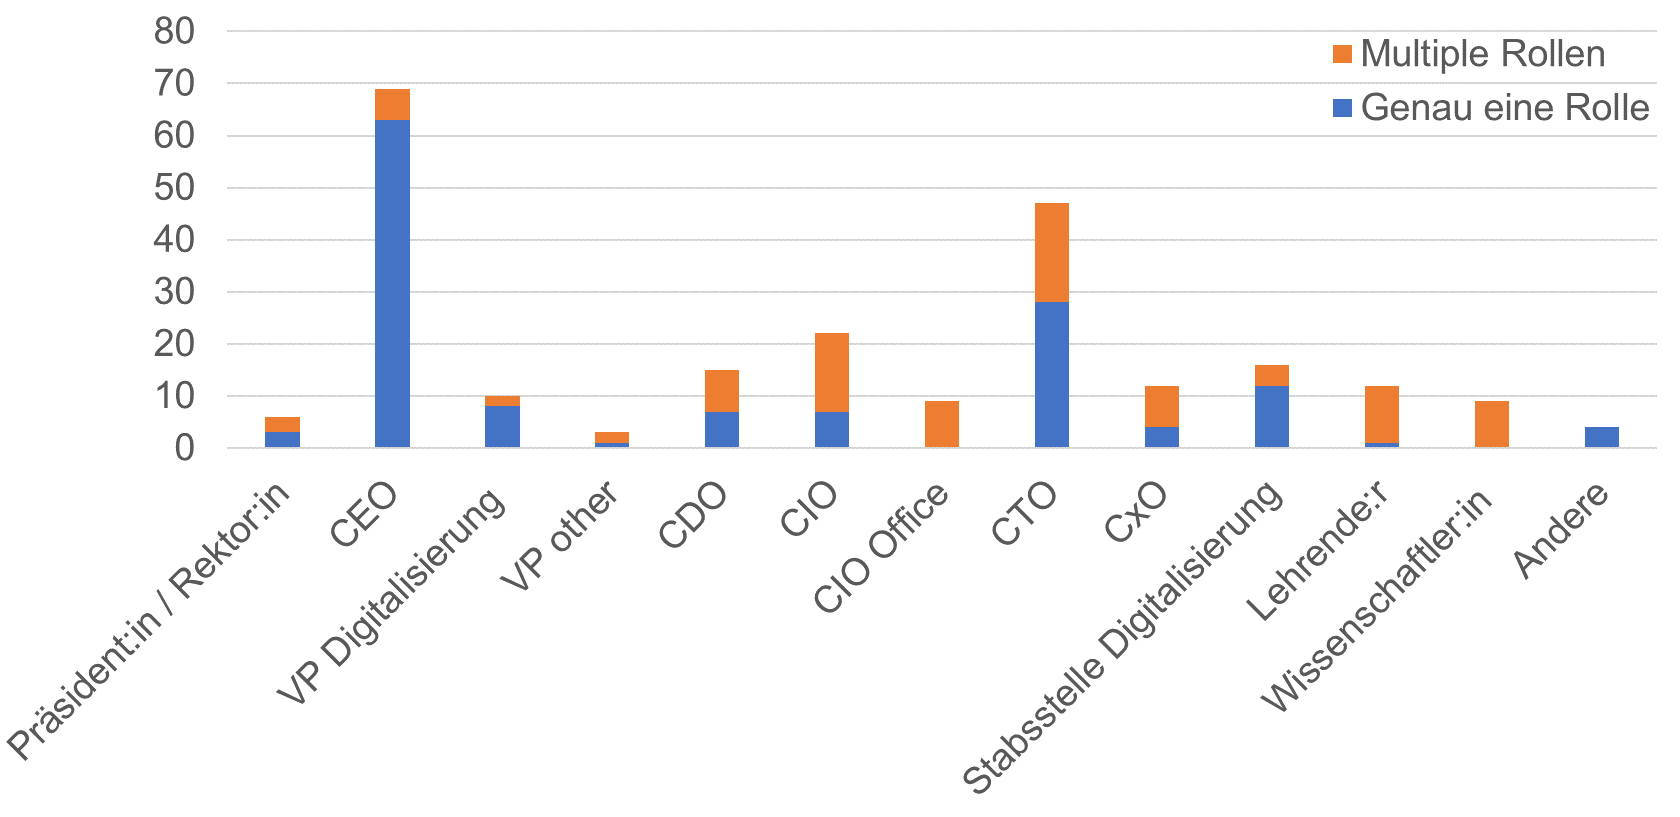 80
70
60
50
40
30
20
10
0
Multiple Rollen
Genau eine Rolle
Präsident:in / Rektor:in
CEO
VP Digitalisierung
VP other
CDO
CIO
CIO Office
CTO
CxO
Stabsstelle Digitalisierung
Lehrende:r
Wissenschaftler:in
Andere